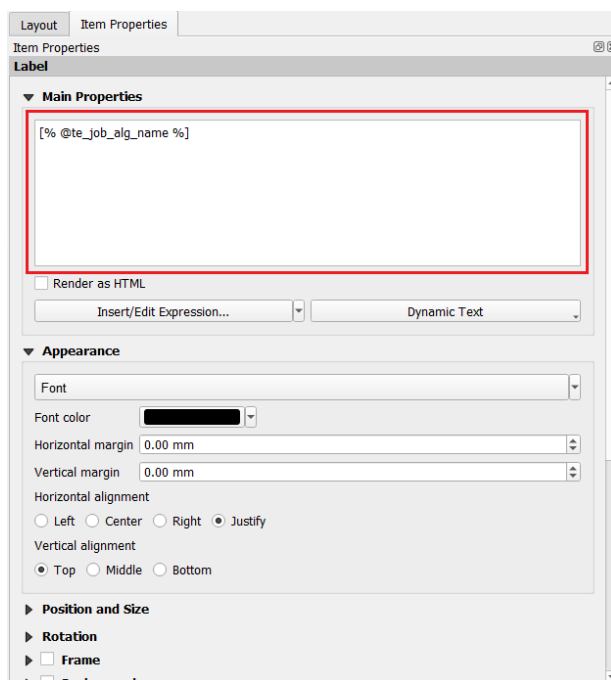 Layout Item Properties
Item Properties
Label
Main Properties
[% @te_job_alg_name %]
Render as HTML
Insert/Edit Expression... Dynamic Text
Appearance
Font
Font color
Horizontal margin 0.00 mm
Vertical margin 0.00 mm
Horizontal alignment
Left Center Right Justify
Vertical alignment
Top Middle Bottom
Position and Size
Rotation
Frame